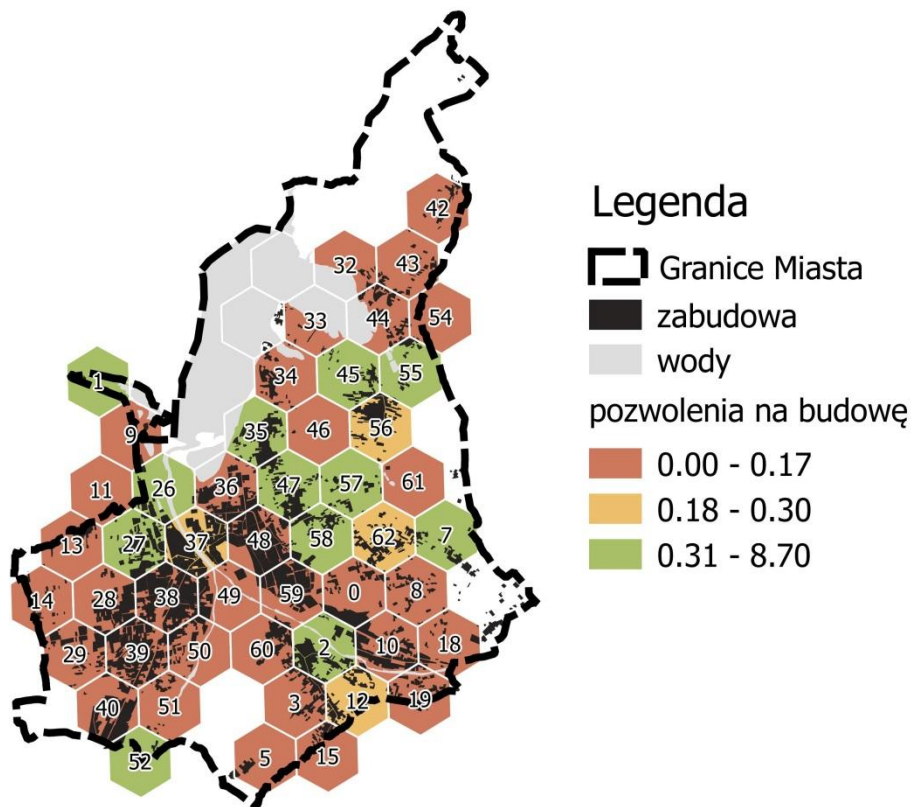 42
32 43
33 44 54
34 45 55
1
35 46 56
9
11 26 36 47 57 61
13 27 37 48 58 62 7
14 28 38 49 59 0 8
29 39 50 60 2 10 18
40 51 3 12 19
52 5 15
Legenda
Granice Miasta
zabudowa
wody
pozwolenia na budowę
0.00 - 0.17
0.18 - 0.30
0.31 - 8.70